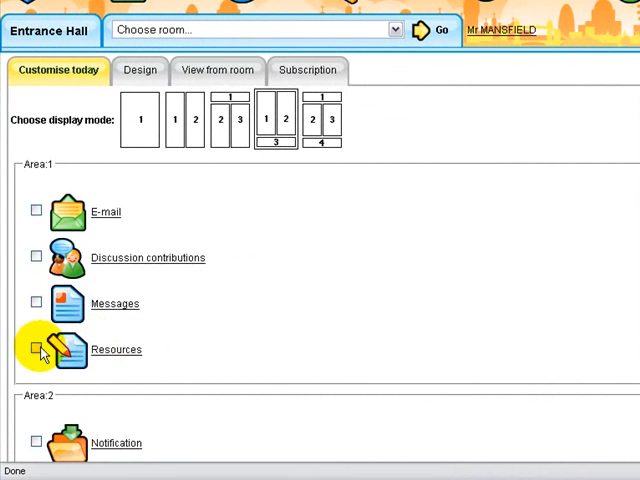 Entrance Hall
Choose room...
Go
Mr MANSFIELD
Customise today
Design
View from room
Subscription
Choose display mode:
1
1 2
1
2 3
1 2
3
1
2 3
4
Area:1
E-mail
Discussion contributions
Messages
Resources
Area:2
Notification
Done